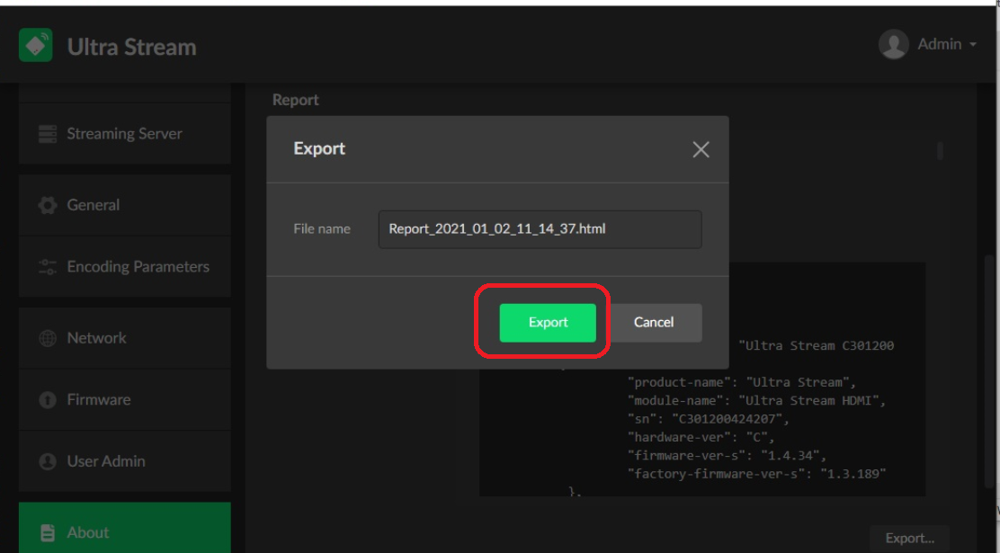 Ultra Stream
Admin
Streaming Server
General
Encoding Parameters
Network
Firmware
User Admin
About
Report
Export
File name
Report_2021_01_02_11_14_37.html
Export
Cancel
"Ultra Stream C301200
"product-name": "Ultra Stream",
"module-name": "Ultra Stream HDMI",
"sn": "C301200424207",
"hardware-ver": "C",
"firmware-ver-s": "1.4.34",
"factory-firmware-ver-s": "1.3.189"
},
Export...